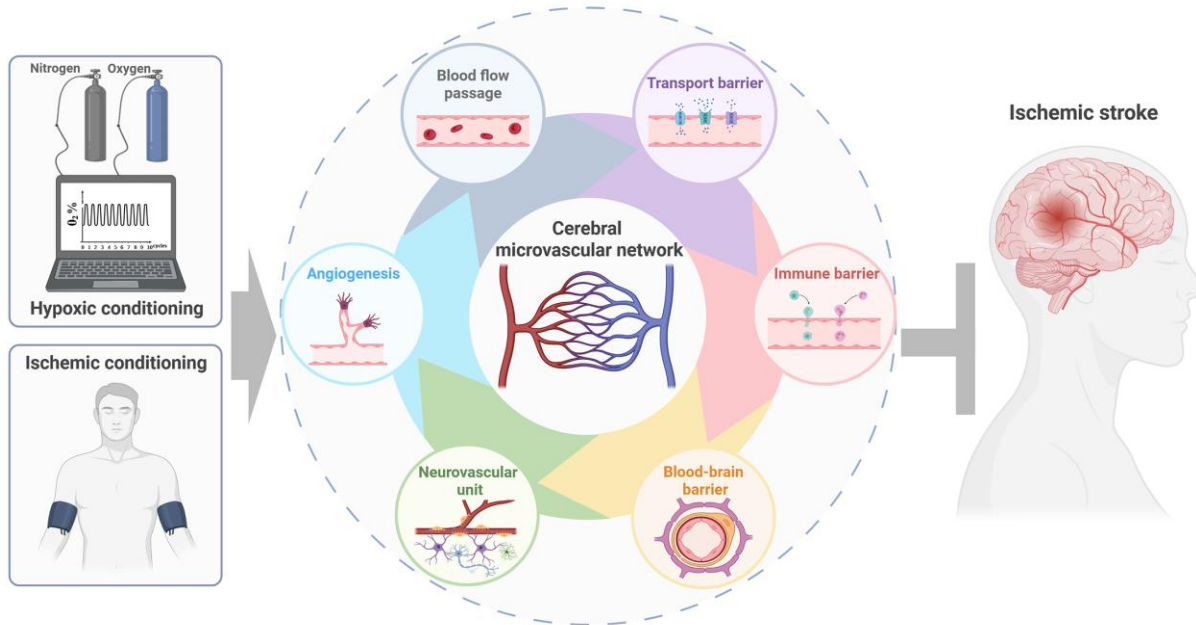 Nitrogen
Oxygen
O2 %
0 1 2 3 4 5 6 7 8 9 10 cycles
Hypoxic conditioning
Ischemic conditioning
Blood flow
passage
Transport barrier
Angiogenesis
Cerebral
microvascular network
Immune barrier
Neurovascular
unit
Blood-brain
barrier
Ischemic stroke